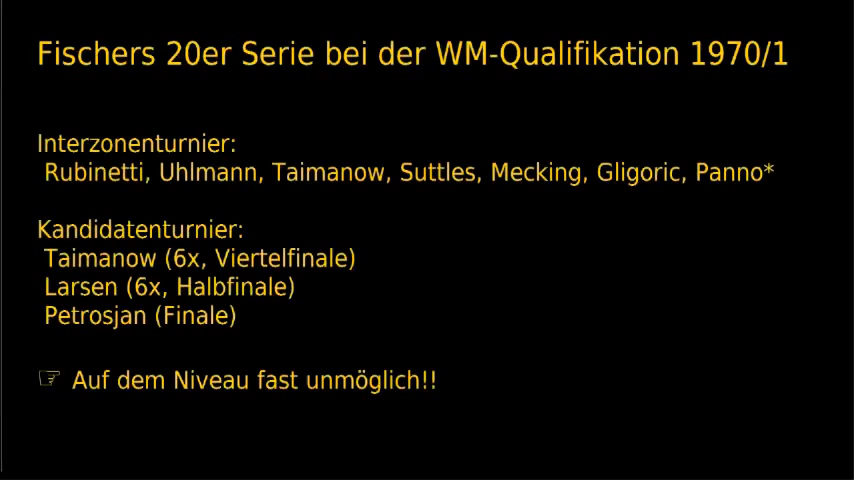 Fischers 20er Serie bei der WM-Qualifikation 1970/1
Interzonenturnier:
Rubinetti, Uhlmann, Taimanow, Suttles, Mecking, Gligoric, Panno*
Kandidatenturnier:
Taimanow (6x, Viertelfinale)
Larsen (6x, Halbfinale)
Petrosjan (Finale)
☞ Auf dem Niveau fast unmöglich!!